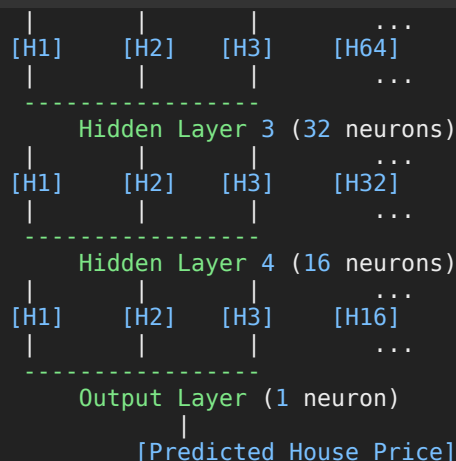 |        |       |        ...
[H1]    [H2]   [H3]    [H64]
|        |       |        ...
-----------------
Hidden Layer 3 (32 neurons)
|        |       |        ...
[H1]    [H2]   [H3]    [H32]
|        |       |        ...
-----------------
Hidden Layer 4 (16 neurons)
|        |       |        ...
[H1]    [H2]   [H3]    [H16]
|        |       |        ...
-----------------
Output Layer (1 neuron)
|
[Predicted House Price]